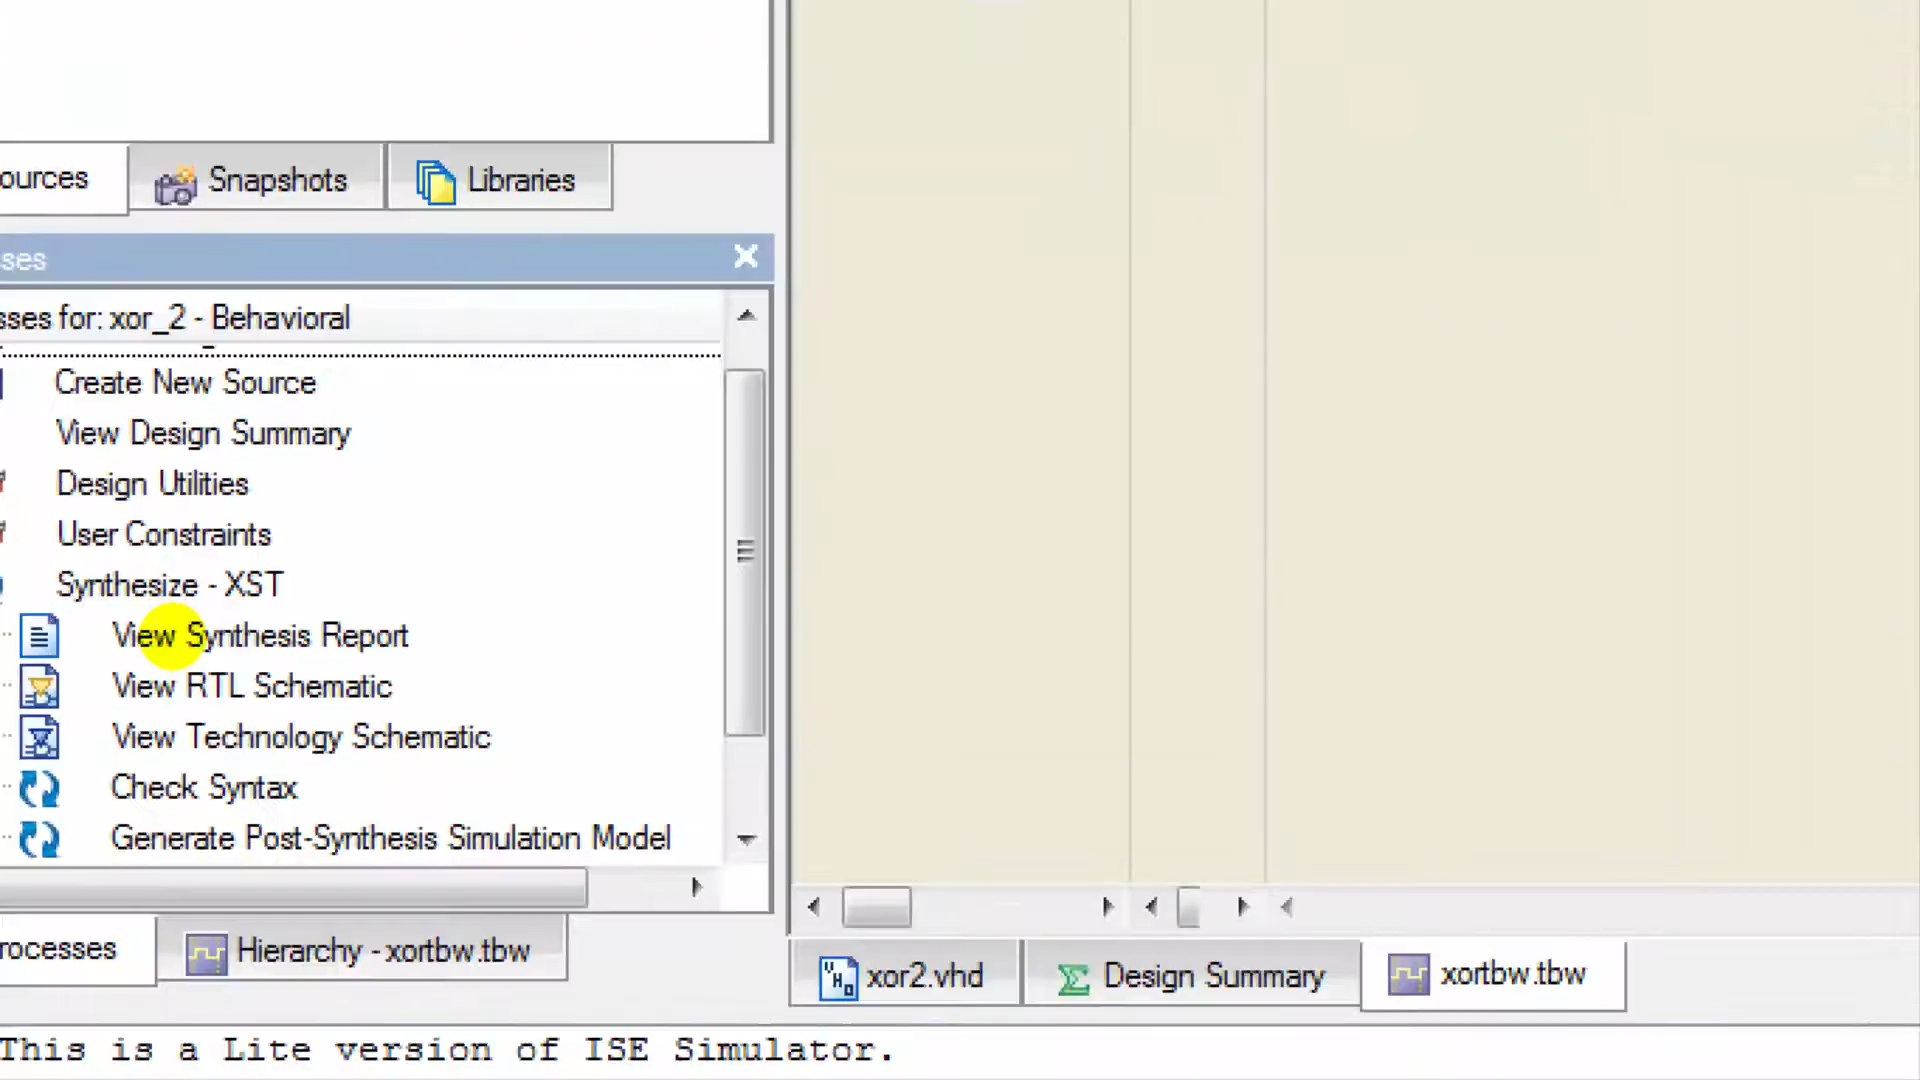 ources
Snapshots
Libraries
ses
sses for: xor_2 - Behavioral
Create New Source
View Design Summary
Design Utilities
User Constraints
Synthesize - XST
View Synthesis Report
View RTL Schematic
View Technology Schematic
Check Syntax
Generate Post-Synthesis Simulation Model
rocesses
Hierarchy - xortbw.tbw
xor2.vhd
Design Summary
xortbw.tbw
This is a Lite version of ISE Simulator.